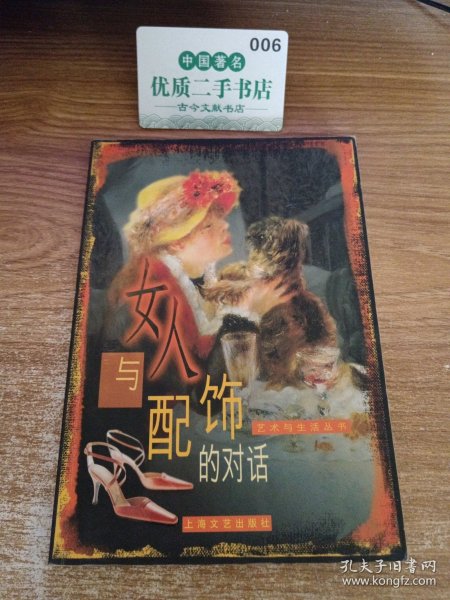 006
中国著名
优质二手书店
古今文献书店
女人
与
配饰
的对话
艺术与生活丛书
上海文艺出版社
孔夫子旧书网
www.kongfz.com